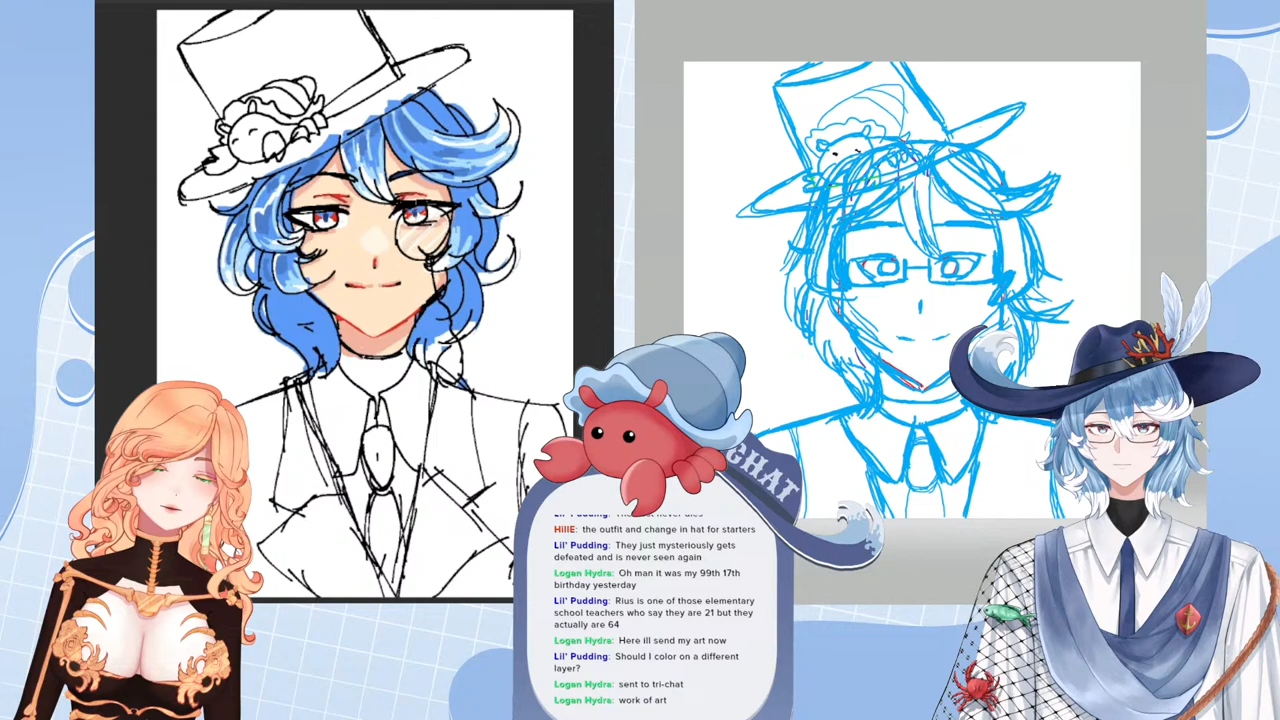 CHAT
HillE: the outfit and change in hat for starters
Lil' Pudding: They just mysteriously gets
defeated and is never seen again
Logan Hydra: Oh man it was my 99th 17th
birthday yesterday
Lil' Pudding: Rius is one of those elementary
school teachers who say they are 21 but they
actually are 64
Logan Hydra: Here ill send my art now
Lil' Pudding: Should I color on a different
layer?
Logan Hydra: sent to tri-chat
Logan Hydra: work of art